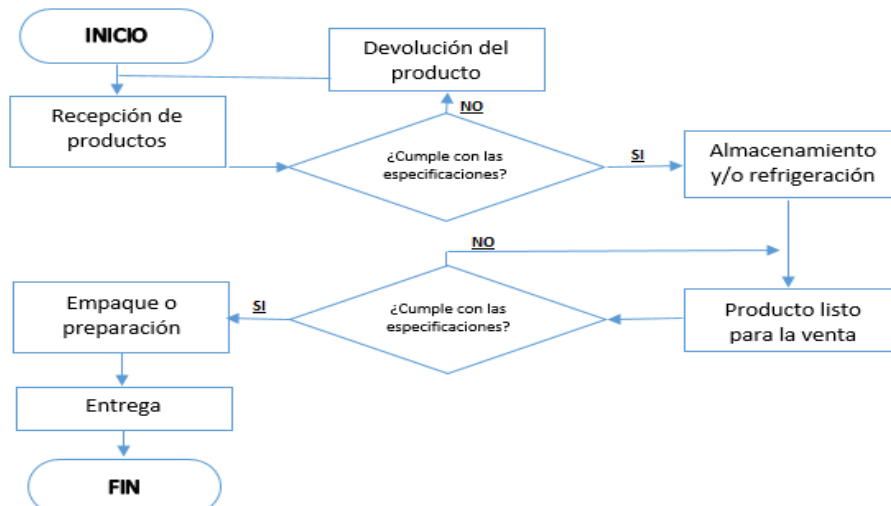 INICIO
Devolución del
producto
Recepción de
productos
NO
¿Cumple con las
especificaciones?
SI
Almacenamiento
y/o refrigeración
NO
Producto listo
para la venta
¿Cumple con las
especificaciones?
SI
Empaque o
preparación
Entrega
FIN